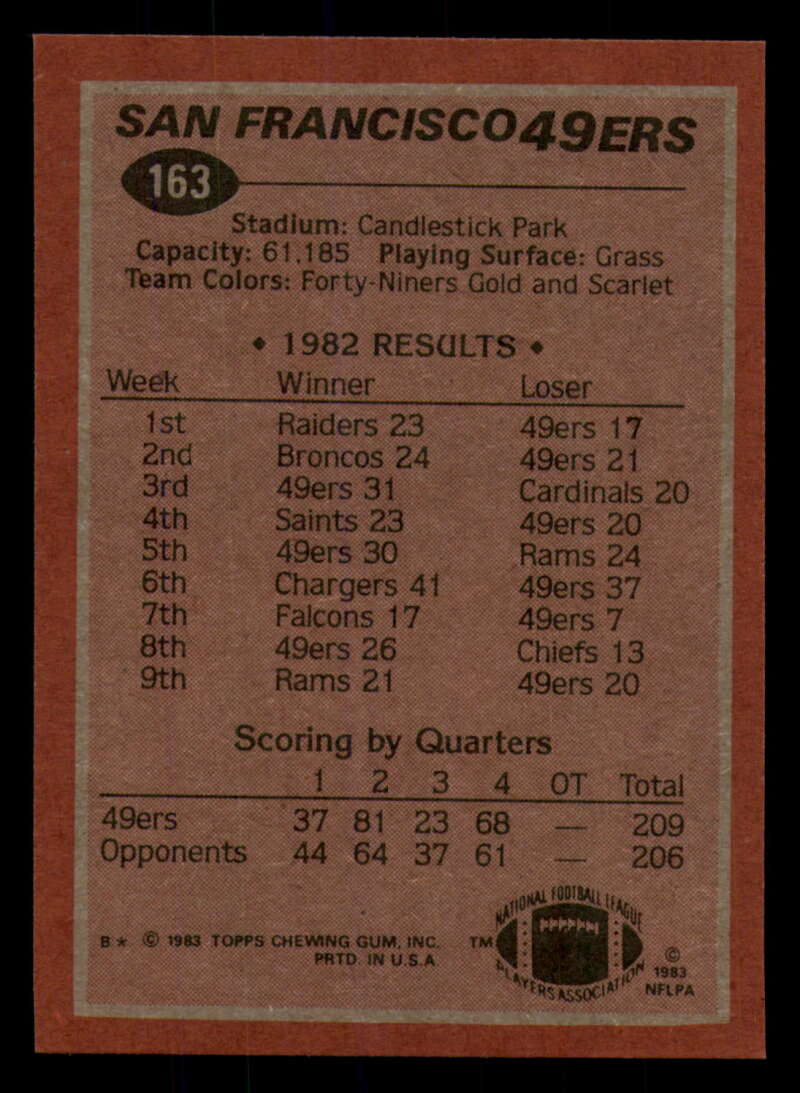 SAN FRANCISCO 49ERS
163
Stadium: Candlestick Park
Capacity: 61,185 Playing Surface: Grass
Team Colors: Forty-Niners Gold and Scarlet
• 1982 RESULTS •
Week Winner Loser
1st Raiders 23 49ers 17
2nd Broncos 24 49ers 21
3rd 49ers 31 Cardinals 20
4th Saints 23 49ers 20
5th 49ers 30 Rams 24
6th Chargers 41 49ers 37
7th Falcons 17 49ers 7
8th 49ers 26 Chiefs 13
9th Rams 21 49ers 20
Scoring by Quarters
1 2 3 4 OT Total
49ers 37 81 23 68 — 209
Opponents 44 64 37 61 — 206
NATIONAL FOOTBALL LEAGUE
PLAYERS ASSOCIATION
B* © 1983 TOPPS CHEWING GUM, INC. TM
PRTD. IN U.S.A
©
1983
NFLPA